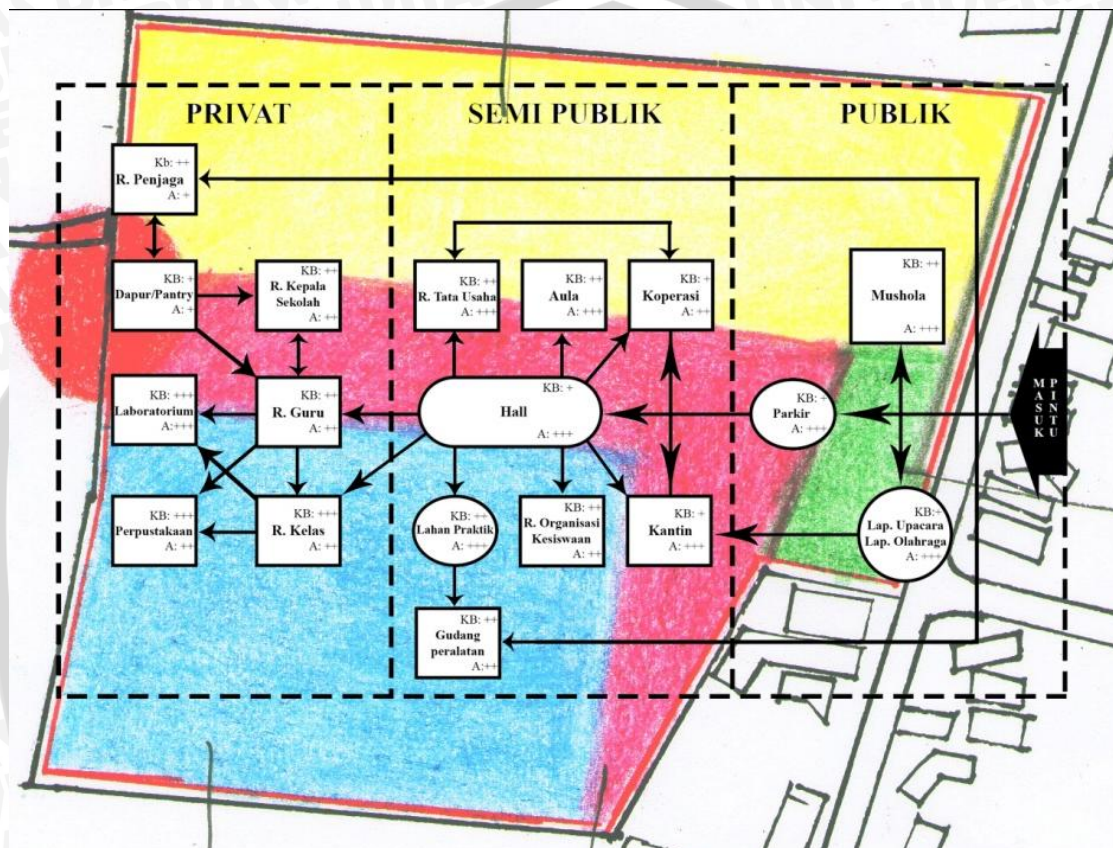 PRIVAT
SEMI PUBLIK
PUBLIK
Kb: ++
R. Penjaga
A: +
KB: +
Dapur/Pantry
A: +
KB: ++
R. Kepala
Sekolah
A: ++
KB: ++
R. Tata Usaha
A: +++
KB: +
Aula
A: +++
KB: ++
Koperasi
A: ++
KB: ++
Mushola
A: +++
KB: +++
Laboratorium
A:+++
KB: ++
R. Guru
A: ++
KB: +
Hall
A: +++
KB: +
Parkir
A: +++
PINTU
MASUK
KB: +++
Perpustakaan
A: ++
KB: +++
R. Kelas
A: ++
KB: ++
Lahan Praktik
A: +++
KB: ++
R. Organisasi
Kesiswaan
A: ++
KB: +
Kantin
A: +++
KB:+
Lap. Upacara
Lap. Olahraga
A: +++
KB: ++
Gudang
peralatan
A:++